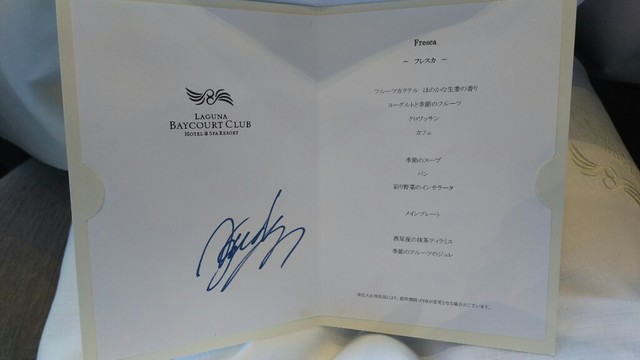 LAGUNA
BAYCOURT CLUB
HOTEL & SPA RESORT
Fresca
～ フレスカ ～
フルーツカクテル ほのかな生姜の香り
ヨーグルトと季節のフルーツ
クロワッサン
カフェ
季節のスープ
パン
彩り野菜のインサラータ
メインプレート
西尾産の抹茶ティラミス
季節のフルーツのジュレ